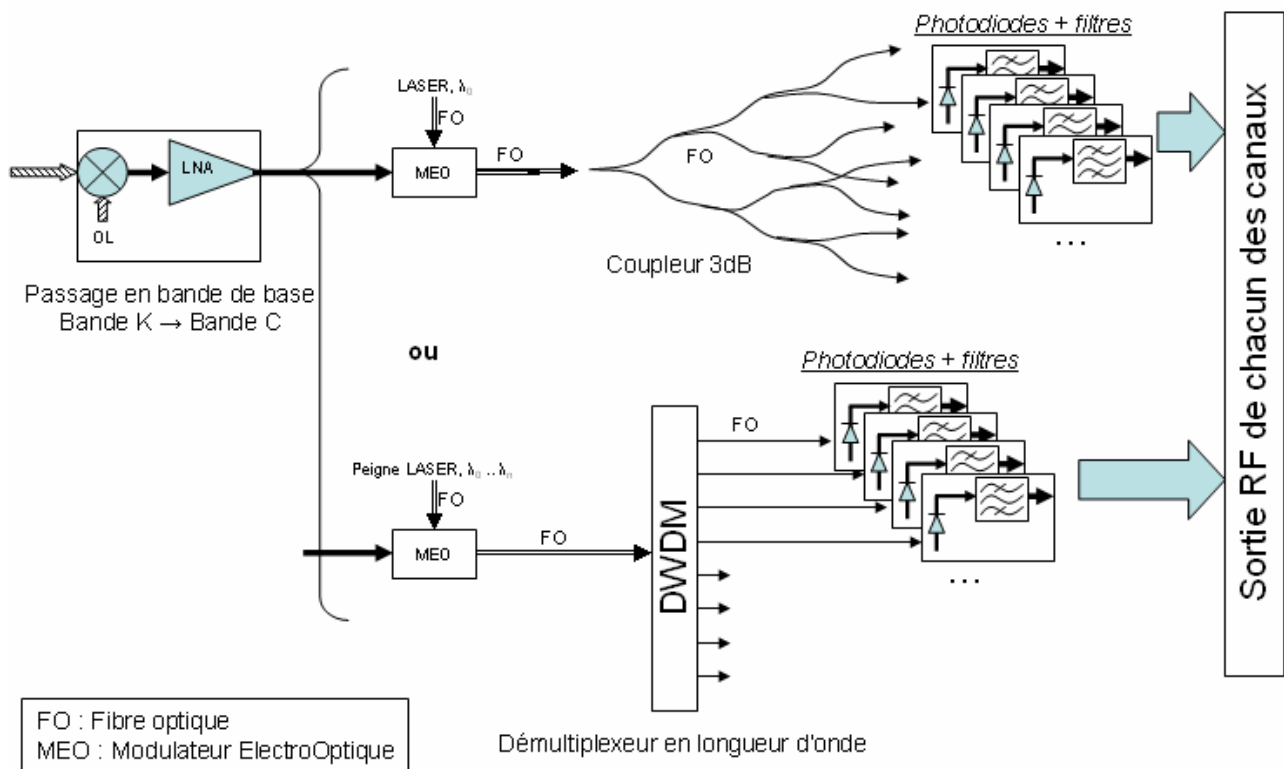 Photodiodes + filtres
LASER, λ0
FO
MEO
FO
FO
LNA
OL
Coupleur 3dB
...
Passage en bande de base
Bande K → Bande C
ou
Photodiodes + filtres
Peigne LASER, λ0 .. λn
FO
MEO
FO
DWDM
FO
...
Sortie RF de chacun des canaux
FO : Fibre optique
MEO : Modulateur ElectroOptique
Démultiplexeur en longueur d'onde